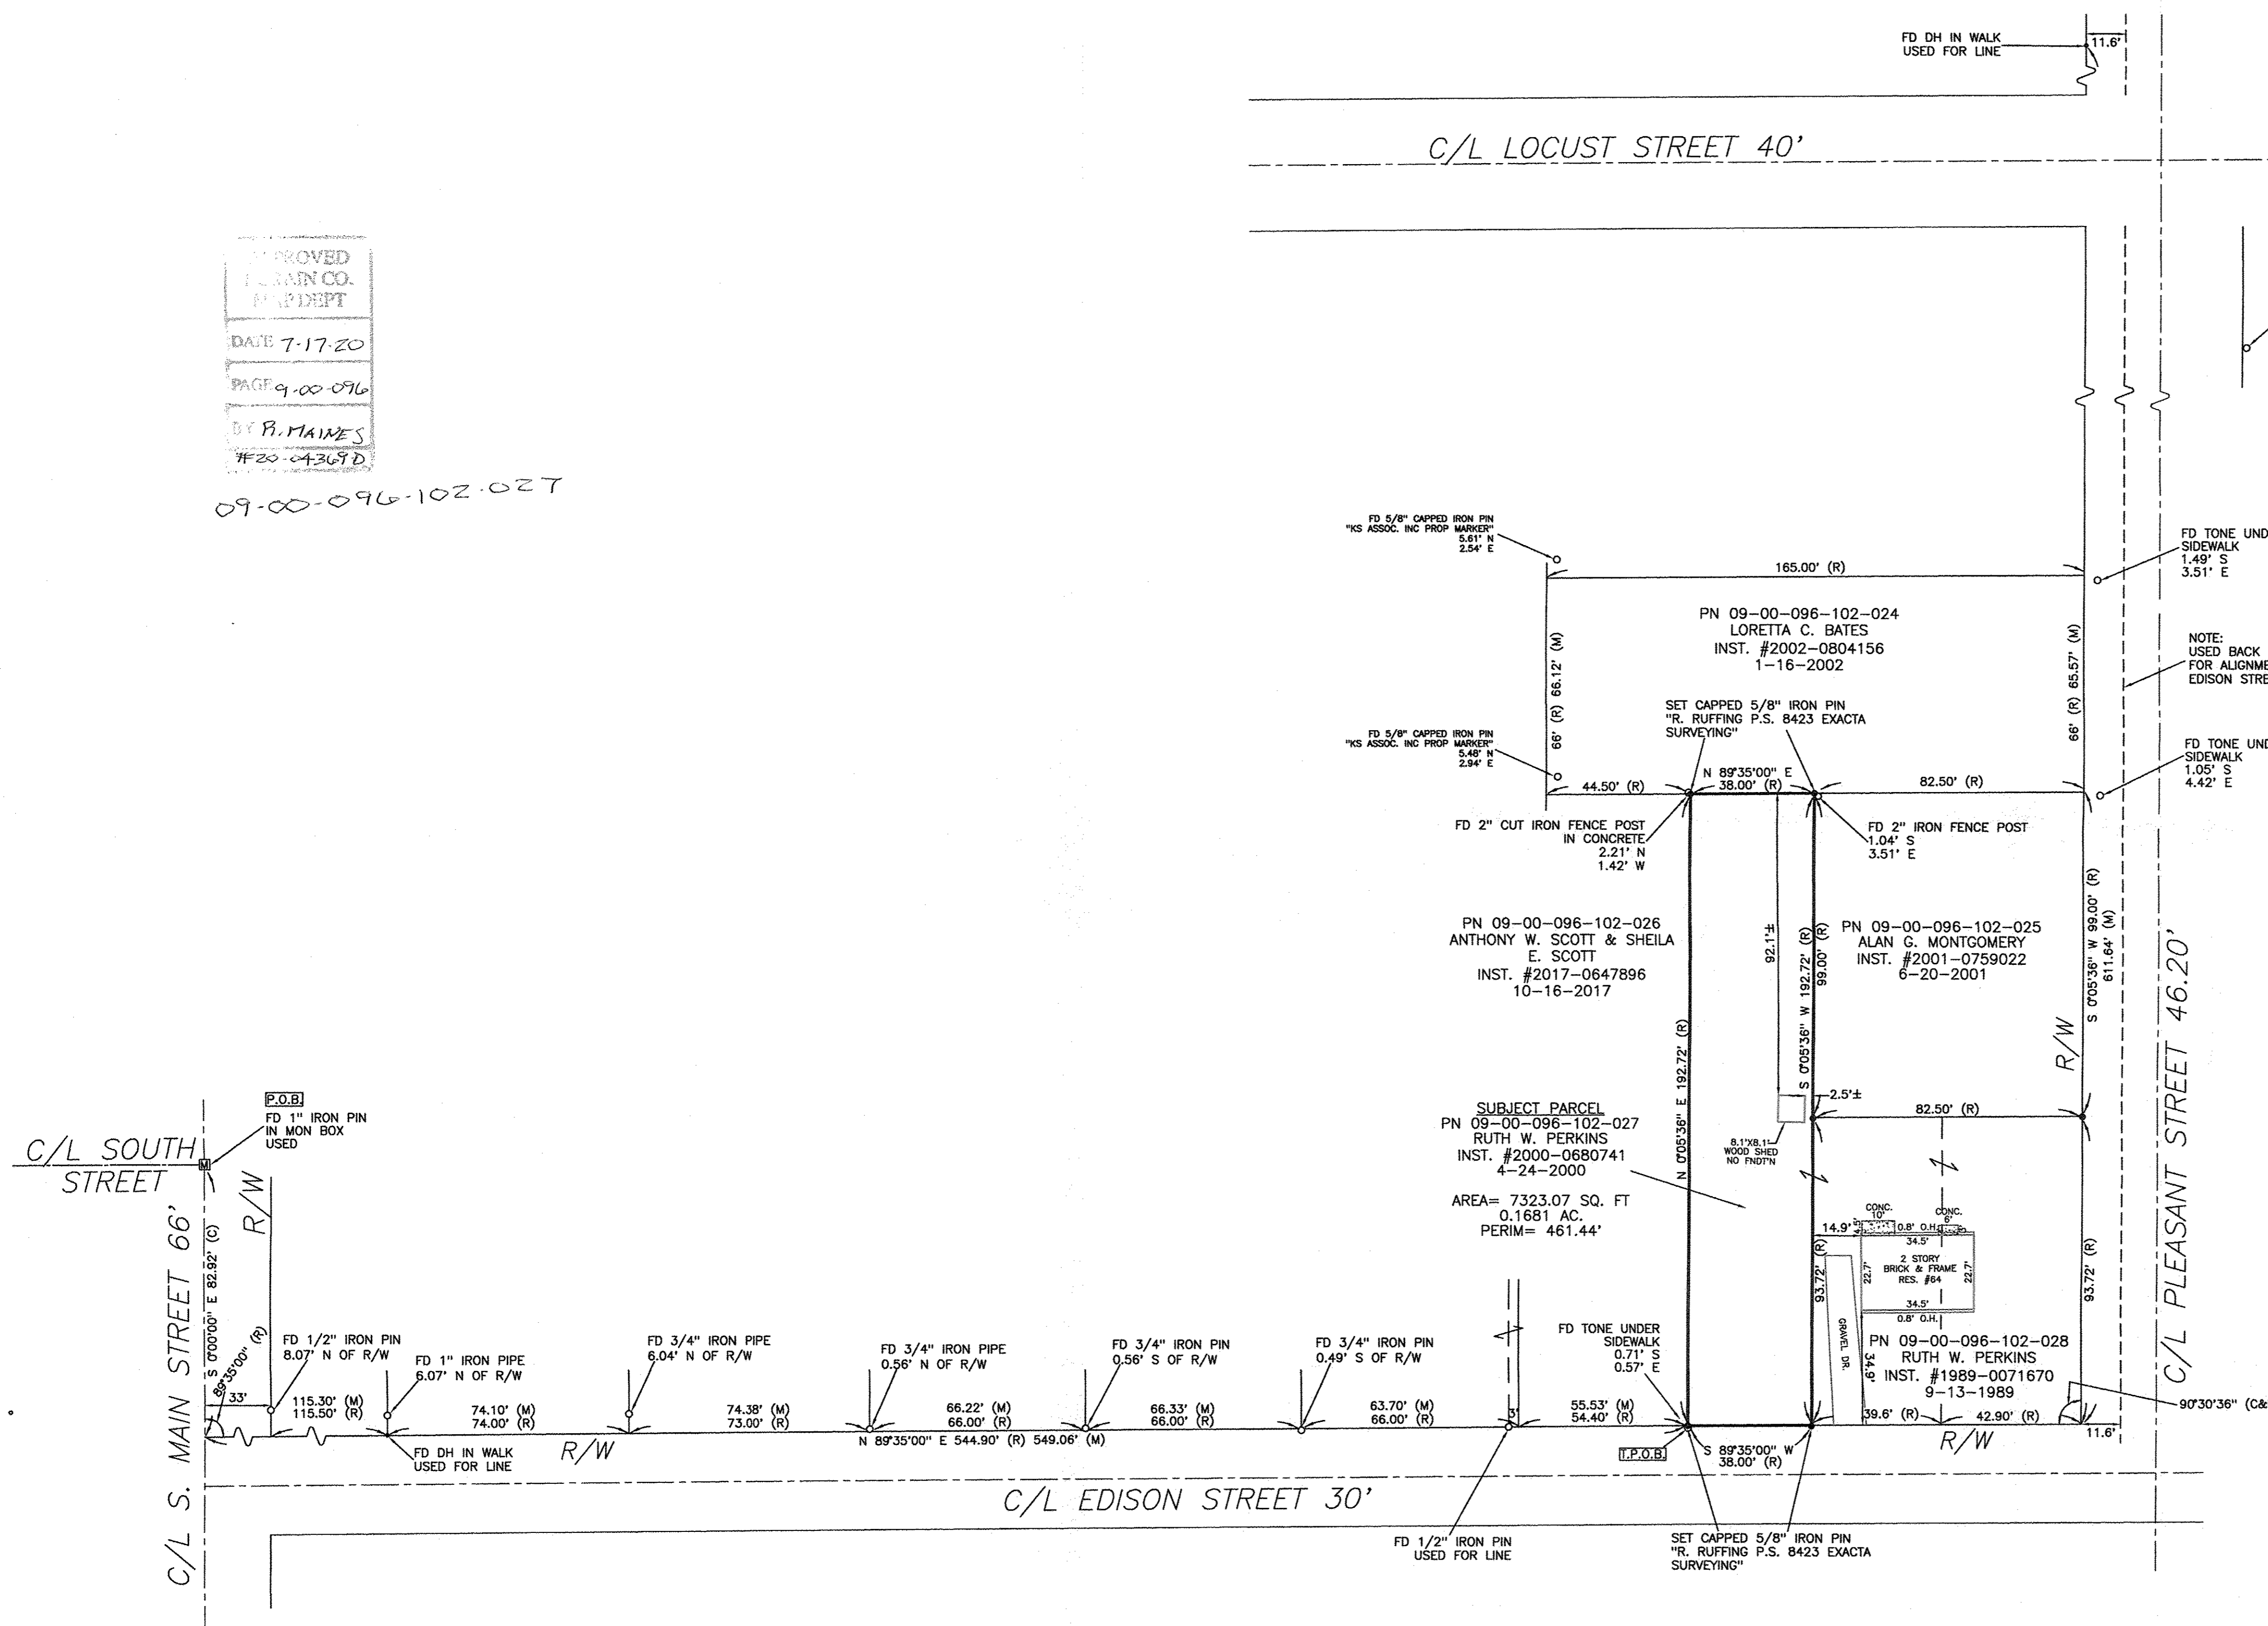 FD DH IN WALK
USED FOR LINE
11.6'
C/L LOCUST STREET 40'
APPROVED
LORAIN CO.
MAP DEPT
DATE 7-17-20
PAGE 9-00-096
BY R. MAINES
#20-04369D
09-00-096-102-027
FD 5/8" CAPPED IRON PIN
"KS ASSOC. INC PROP MARKER"
5.61' N
2.54' E
165.00' (R)
FD TONE UND
SIDEWALK
1.49' S
3.51' E
PN 09-00-096-102-024
LORETTA C. BATES
INST. #2002-0804156
1-16-2002
66' (R) 66.12' (M)
66' (R) 65.57' (M)
NOTE:
USED BACK
FOR ALIGNME
EDISON STRE
SET CAPPED 5/8" IRON PIN
"R. RUFFING P.S. 8423 EXACTA
SURVEYING"
FD 5/8" CAPPED IRON PIN
"KS ASSOC. INC PROP MARKER"
5.48' N
2.94' E
FD TONE UND
SIDEWALK
1.05' S
4.42' E
44.50' (R)
N 89°35'00" E
38.00' (R)
82.50' (R)
FD 2" CUT IRON FENCE POST
IN CONCRETE
2.21' N
1.42' W
FD 2" IRON FENCE POST
1.04' S
3.51' E
PN 09-00-096-102-026
ANTHONY W. SCOTT & SHEILA
E. SCOTT
INST. #2017-0647896
10-16-2017
92.1'±
S 0°05'36" W 192.72' (R)
99.00' (R)
PN 09-00-096-102-025
ALAN G. MONTGOMERY
INST. #2001-0759022
6-20-2001
S 0°05'36" W 99.00' (R)
611.64' (M)
R/W
C/L PLEASANT STREET 46.20'
N 0°05'36" E 192.72' (R)
2.5'±
82.50' (R)
8.1'X8.1'
WOOD SHED
NO FNDT'N
SUBJECT PARCEL
PN 09-00-096-102-027
RUTH W. PERKINS
INST. #2000-0680741
4-24-2000
AREA= 7323.07 SQ. FT
0.1681 AC.
PERIM= 461.44'
P.O.B.
FD 1" IRON PIN
IN MON BOX
USED
C/L SOUTH
STREET
M
R/W
C/L S. MAIN STREET 66'
S 0°00'00" E 82.92' (C)
89°35'00" (R)
33'
FD 1/2" IRON PIN
8.07' N OF R/W
FD 1" IRON PIPE
6.07' N OF R/W
FD 3/4" IRON PIPE
6.04' N OF R/W
FD 3/4" IRON PIPE
0.56' N OF R/W
FD 3/4" IRON PIN
0.56' S OF R/W
FD 3/4" IRON PIN
0.49' S OF R/W
FD TONE UNDER
SIDEWALK
0.71' S
0.57' E
115.30' (M)
115.50' (R)
74.10' (M)
74.00' (R)
74.38' (M)
73.00' (R)
66.22' (M)
66.00' (R)
66.33' (M)
66.00' (R)
63.70' (M)
66.00' (R)
3'
55.53' (M)
54.40' (R)
FD DH IN WALK
USED FOR LINE
R/W
N 89°35'00" E 544.90' (R) 549.06' (M)
T.P.O.B.
S 89°35'00" W
38.00' (R)
93.72' (R)
14.9'
CONC.
10'
0.8' O.H.
CONC.
6'
34.5'
2 STORY
BRICK & FRAME
RES. #64
22.7'
22.7'
34.5'
0.8' O.H.
GRAVEL DR.
34.9'
93.72' (R)
PN 09-00-096-102-028
RUTH W. PERKINS
INST. #1989-0071670
9-13-1989
39.6' (R)
42.90' (R)
R/W
90°30'36" (C&
11.6'
C/L EDISON STREET 30'
FD 1/2" IRON PIN
USED FOR LINE
SET CAPPED 5/8" IRON PIN
"R. RUFFING P.S. 8423 EXACTA
SURVEYING"